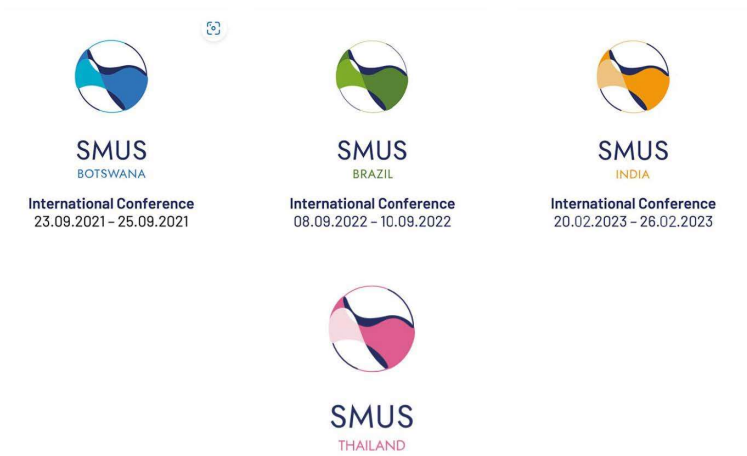 SMUS
BOTSWANA
International Conference
23.09.2021 – 25.09.2021
SMUS
BRAZIL
International Conference
08.09.2022 – 10.09.2022
SMUS
INDIA
International Conference
20.02.2023 – 26.02.2023
SMUS
THAILAND